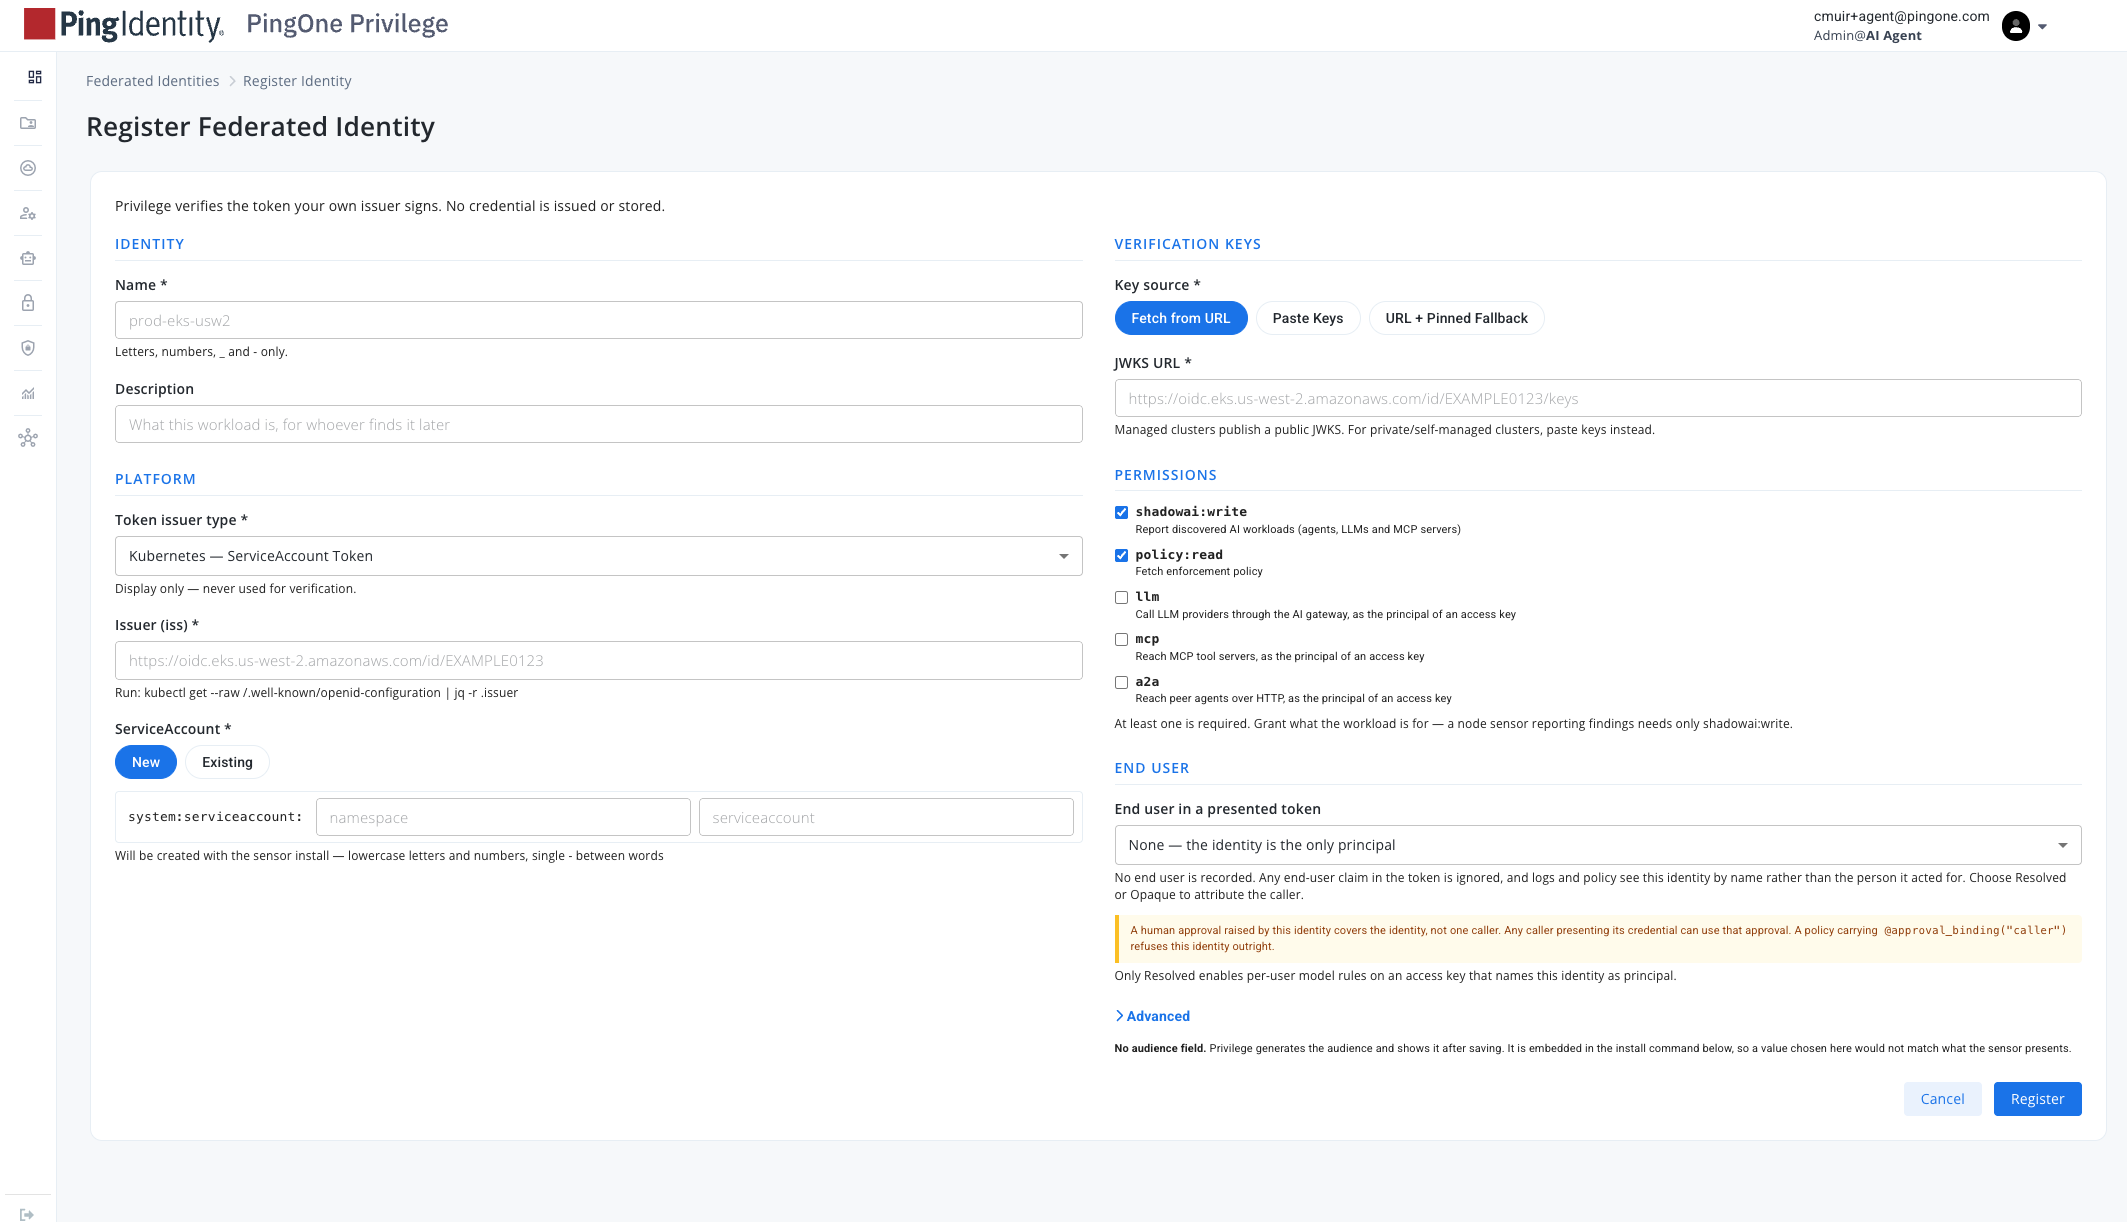 PingIdentity
PingOne Privilege
cmuir+agent@pingone.com
Admin@AI Agent
Federated Identities > Register Identity
Register Federated Identity
Privilege verifies the token your own issuer signs. No credential is issued or stored.
IDENTITY
Name *
prod-eks-usw2
Letters, numbers, _ and - only.
Description
What this workload is, for whoever finds it later
PLATFORM
Token issuer type *
Kubernetes — ServiceAccount Token
Display only — never used for verification.
Issuer (iss) *
https://oidc.eks.us-west-2.amazonaws.com/id/EXAMPLE0123
Run: kubectl get --raw /.well-known/openid-configuration | jq -r .issuer
ServiceAccount *
New Existing
system:serviceaccount: namespace serviceaccount
Will be created with the sensor install — lowercase letters and numbers, single - between words
VERIFICATION KEYS
Key source *
Fetch from URL Paste Keys URL + Pinned Fallback
JWKS URL *
https://oidc.eks.us-west-2.amazonaws.com/id/EXAMPLE0123/keys
Managed clusters publish a public JWKS. For private/self-managed clusters, paste keys instead.
PERMISSIONS
shadowai:write
Report discovered AI workloads (agents, LLMs and MCP servers)
policy:read
Fetch enforcement policy
llm
Call LLM providers through the AI gateway, as the principal of an access key
mcp
Reach MCP tool servers, as the principal of an access key
a2a
Reach peer agents over HTTP, as the principal of an access key
At least one is required. Grant what the workload is for — a node sensor reporting findings needs only shadowai:write.
END USER
End user in a presented token
None — the identity is the only principal
No end user is recorded. Any end-user claim in the token is ignored, and logs and policy see this identity by name rather than the person it acted for. Choose Resolved
or Opaque to attribute the caller.
A human approval raised by this identity covers the identity, not one caller. Any caller presenting its credential can use that approval. A policy carrying @approval_binding("caller")
refuses this identity outright.
Only Resolved enables per-user model rules on an access key that names this identity as principal.
Advanced
No audience field. Privilege generates the audience and shows it after saving. It is embedded in the install command below, so a value chosen here would not match what the sensor presents.
Cancel Register